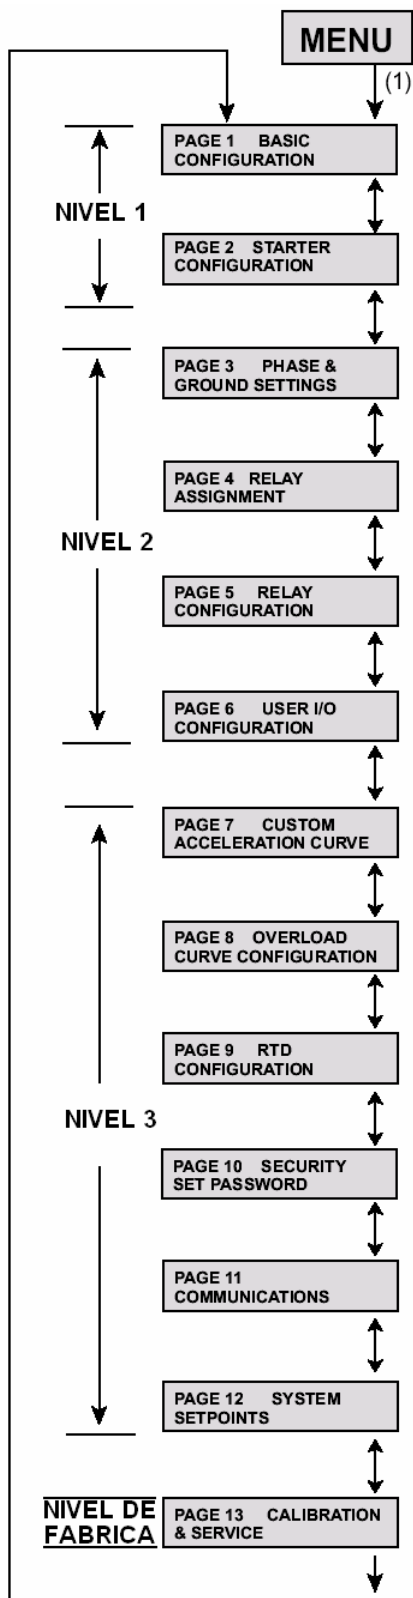 MENU
(1)
PAGE 1 BASIC
CONFIGURATION
NIVEL 1
PAGE 2 STARTER
CONFIGURATION
PAGE 3 PHASE &
GROUND SETTINGS
PAGE 4 RELAY
ASSIGNMENT
NIVEL 2
PAGE 5 RELAY
CONFIGURATION
PAGE 6 USER I/O
CONFIGURATION
PAGE 7 CUSTOM
ACCELERATION CURVE
PAGE 8 OVERLOAD
CURVE CONFIGURATION
PAGE 9 RTD
CONFIGURATION
NIVEL 3
PAGE 10 SECURITY
SET PASSWORD
PAGE 11
COMMUNICATIONS
PAGE 12 SYSTEM
SETPOINTS
NIVEL DE
FABRICA
PAGE 13 CALIBRATION
& SERVICE